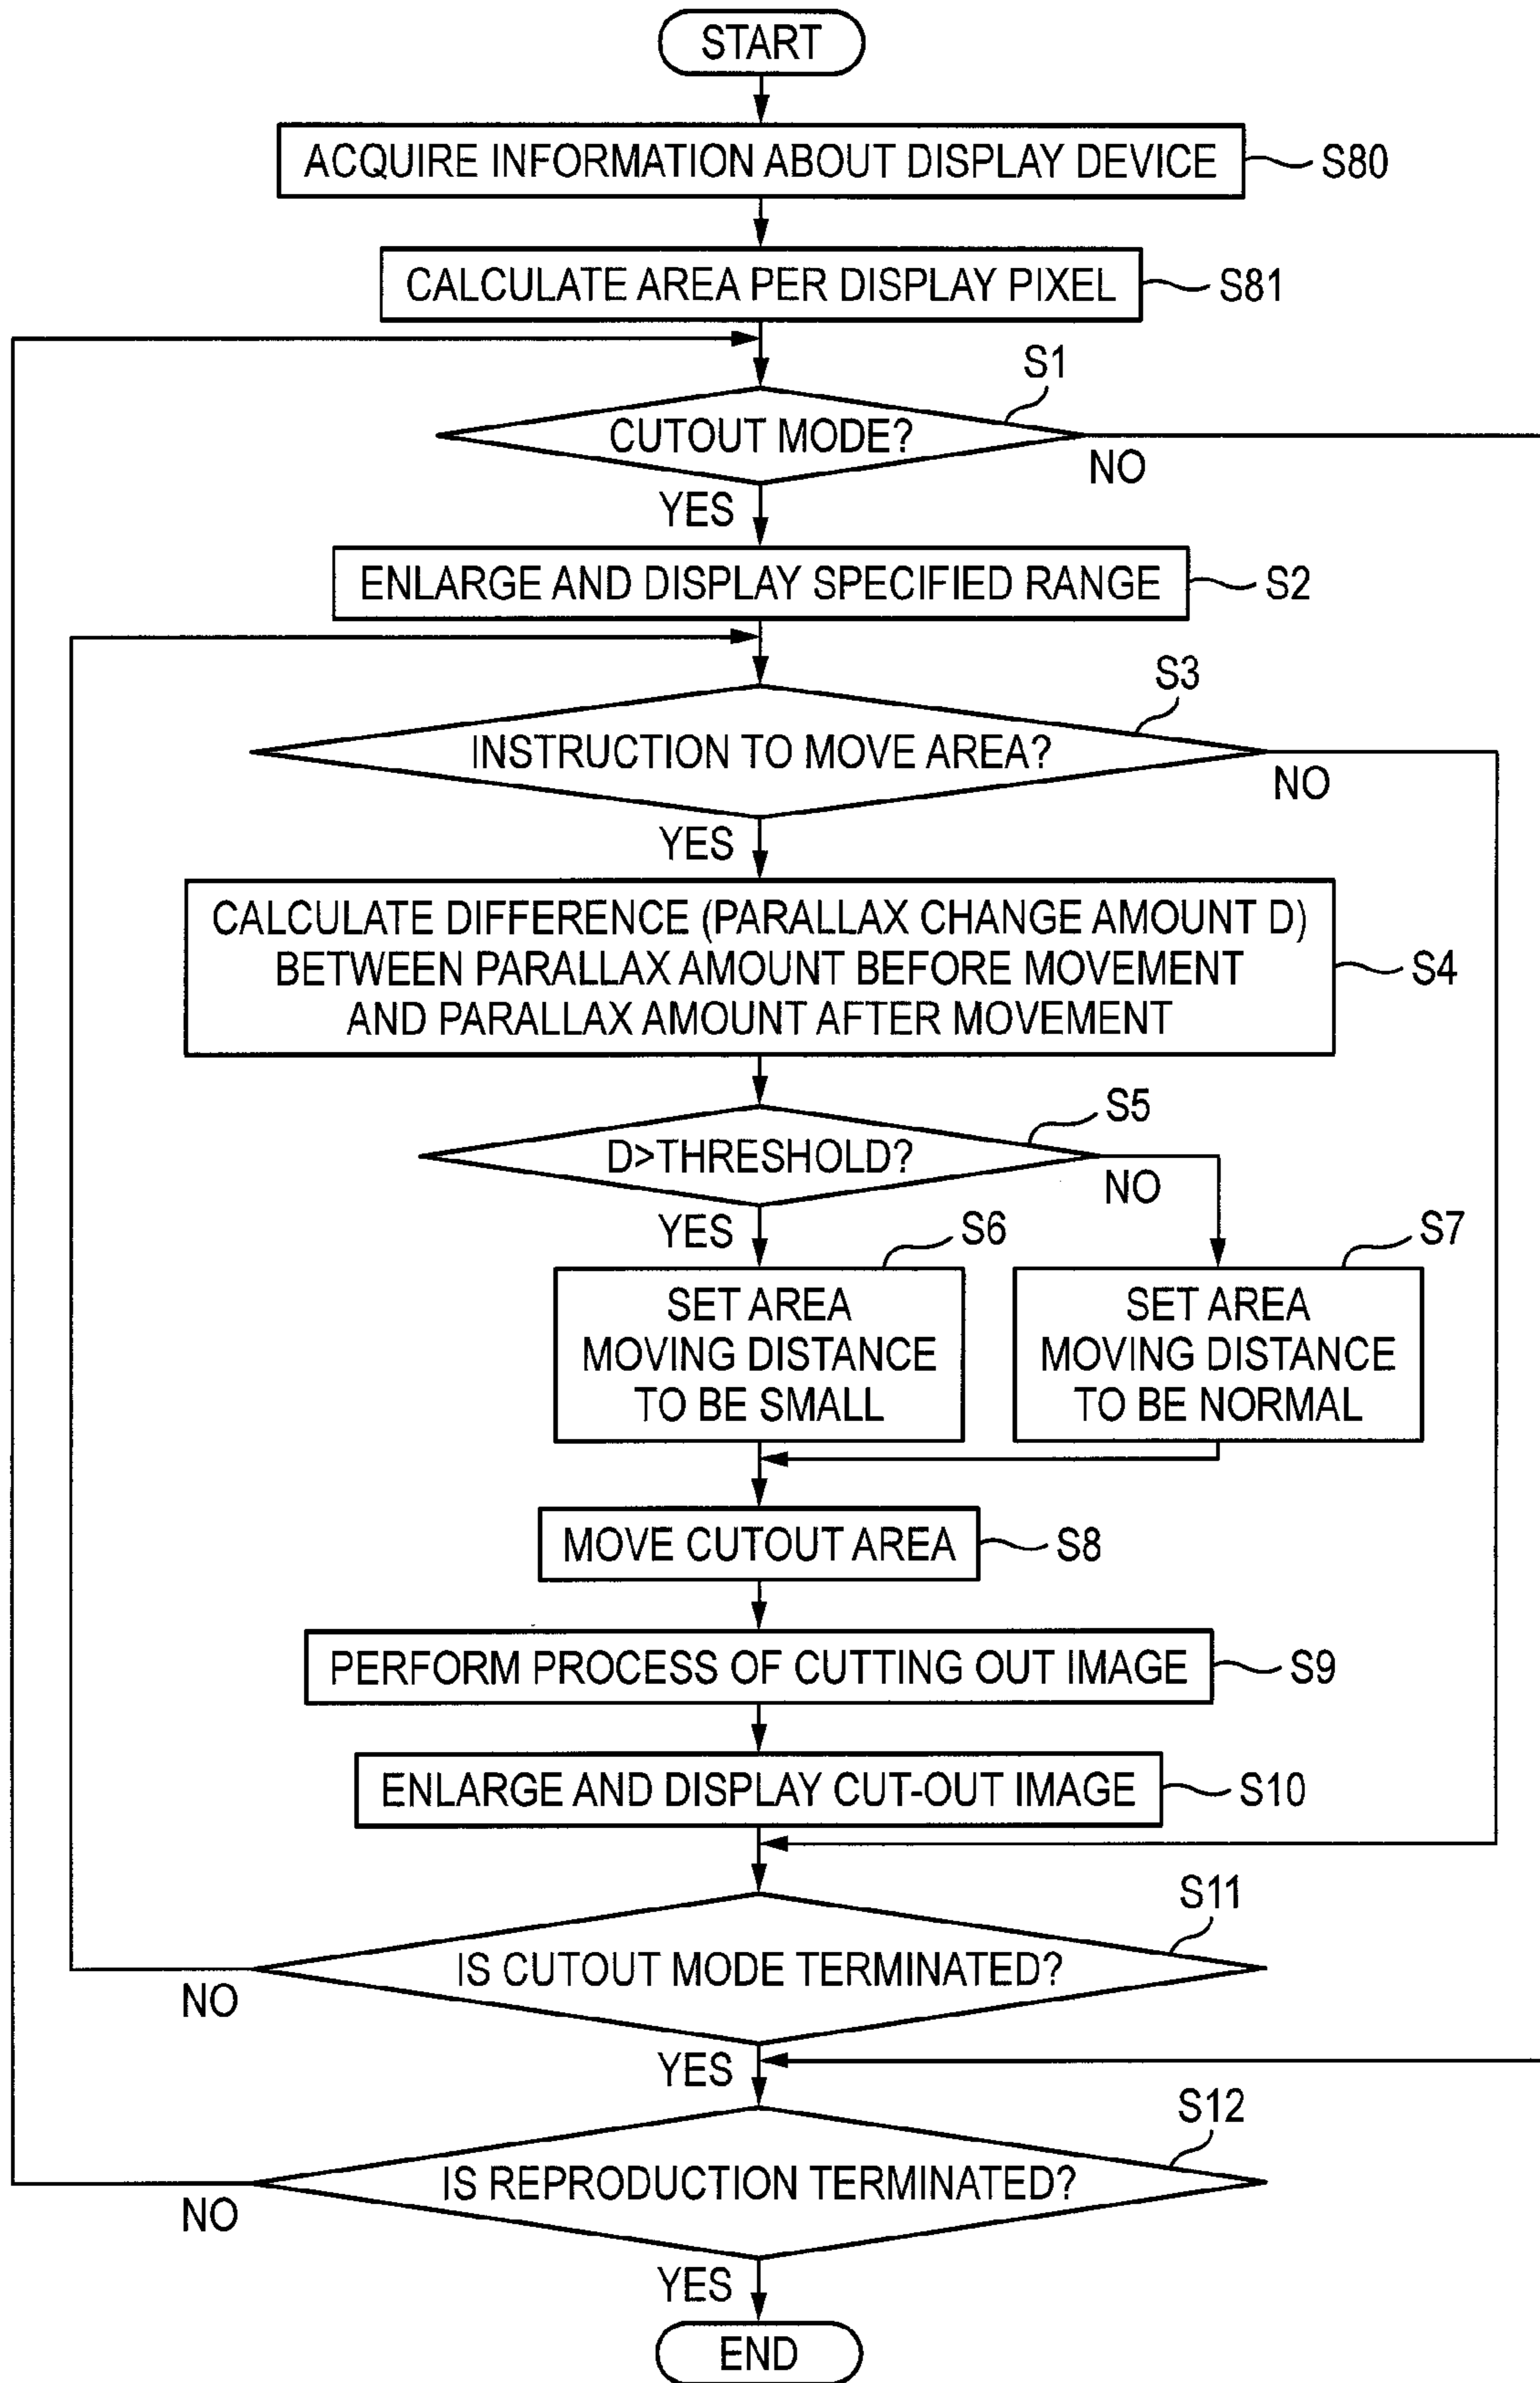 START
ACQUIRE INFORMATION ABOUT DISPLAY DEVICE
S80
CALCULATE AREA PER DISPLAY PIXEL
S81
S1
CUTOUT MODE?
NO
YES
ENLARGE AND DISPLAY SPECIFIED RANGE
S2
S3
INSTRUCTION TO MOVE AREA?
NO
YES
CALCULATE DIFFERENCE (PARALLAX CHANGE AMOUNT D)
BETWEEN PARALLAX AMOUNT BEFORE MOVEMENT
AND PARALLAX AMOUNT AFTER MOVEMENT
S4
S5
D>THRESHOLD?
NO
YES
S6
S7
SET AREA
MOVING DISTANCE
TO BE SMALL
SET AREA
MOVING DISTANCE
TO BE NORMAL
MOVE CUTOUT AREA
S8
PERFORM PROCESS OF CUTTING OUT IMAGE
S9
ENLARGE AND DISPLAY CUT-OUT IMAGE
S10
S11
IS CUTOUT MODE TERMINATED?
NO
YES
S12
IS REPRODUCTION TERMINATED?
NO
YES
END